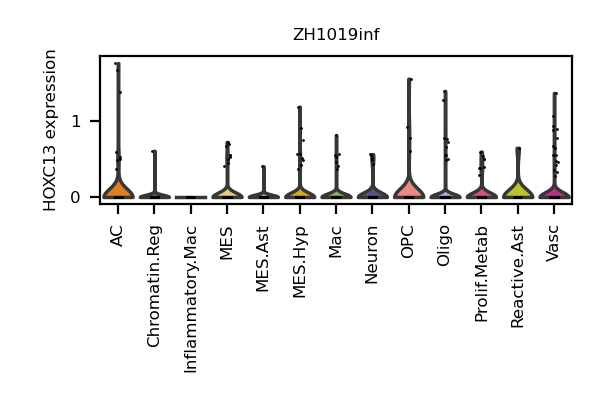 ZH1019inf
HOXC13 expression
1
0
AC
Chromatin.Reg
Inflammatory.Mac
MES
MES.Ast
MES.Hyp
Mac
Neuron
OPC
Oligo
Prolif.Metab
Reactive.Ast
Vasc